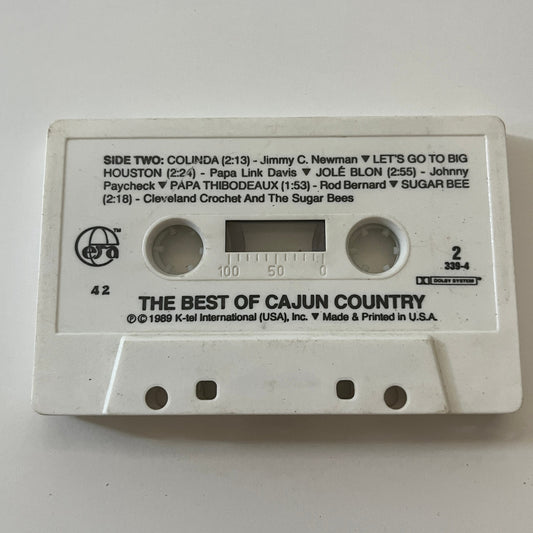 SIDE TWO: COLINDA (2:13) - Jimmy C. Newman ▼ LET'S GO TO BIG
HOUSTON (2:24) - Papa Link Davis ▼ JOLÉ BLON (2:55) - Johnny
Paycheck ▼ PAPA THIBODEAUX (1:53) - Rod Bernard ▼ SUGAR BEE
(2:18) - Cleveland Crochet And The Sugar Bees
era™
42
100 50 0
2
339-4
DOLBY SYSTEM
THE BEST OF CAJUN COUNTRY
℗ © 1989 K-tel International (USA), Inc. ▼ Made & Printed in U.S.A.